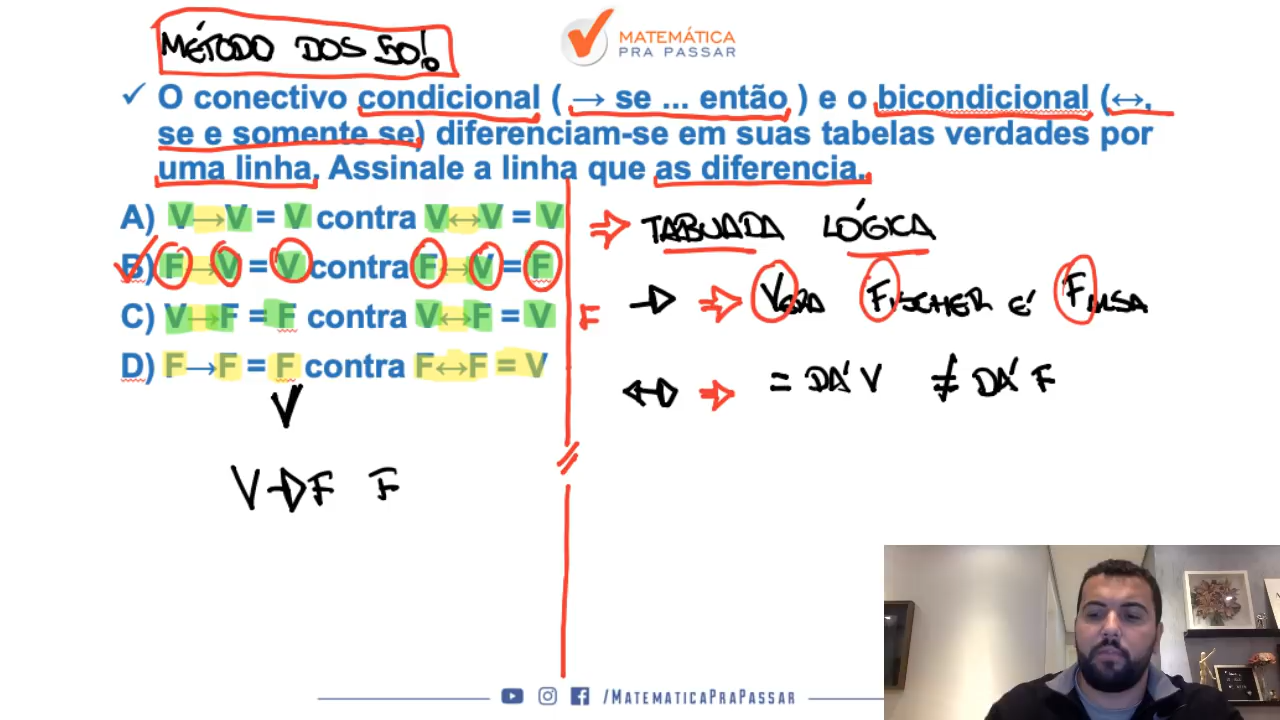 MÉTODO DOS 50!
MATEMÁTICA
PRA PASSAR
✓ O conectivo condicional ( → se ... então ) e o bicondicional (↔,
se e somente se) diferenciam-se em suas tabelas verdades por
uma linha. Assinale a linha que as diferencia.
A) V→V = V contra V↔V = V
B) F→V = V contra F↔V = F
C) V→F = F contra V↔F = V F
D) F→F = F contra F↔F = V
V
V→F F
⇒ TABUADA LÓGICA
→ ⇒ VERA FISCHER É FALSA
↔ ⇒ = DÁ V ≠ DÁ F
/MATEMATICAPRAPASSAR